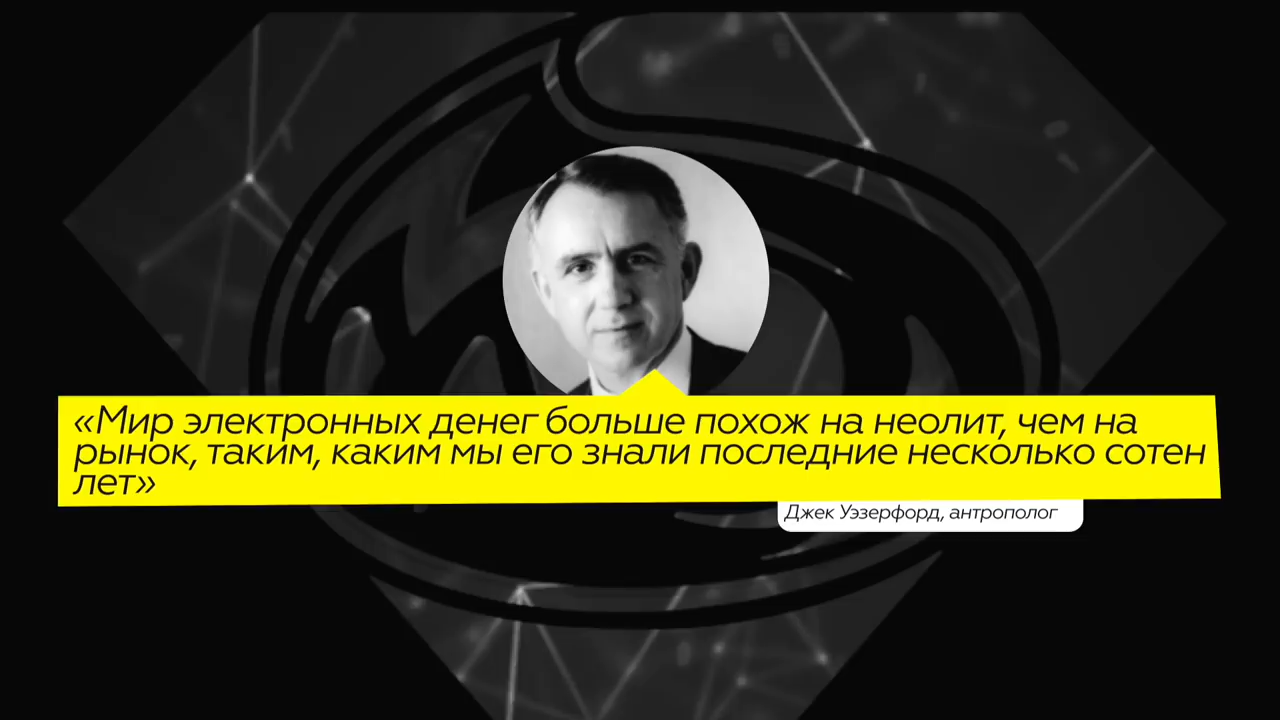 «Мир электронных денег больше похож на неолит, чем на
рынок, таким, каким мы его знали последние несколько сотен
лет»
Джек Уэзерфорд, антрополог